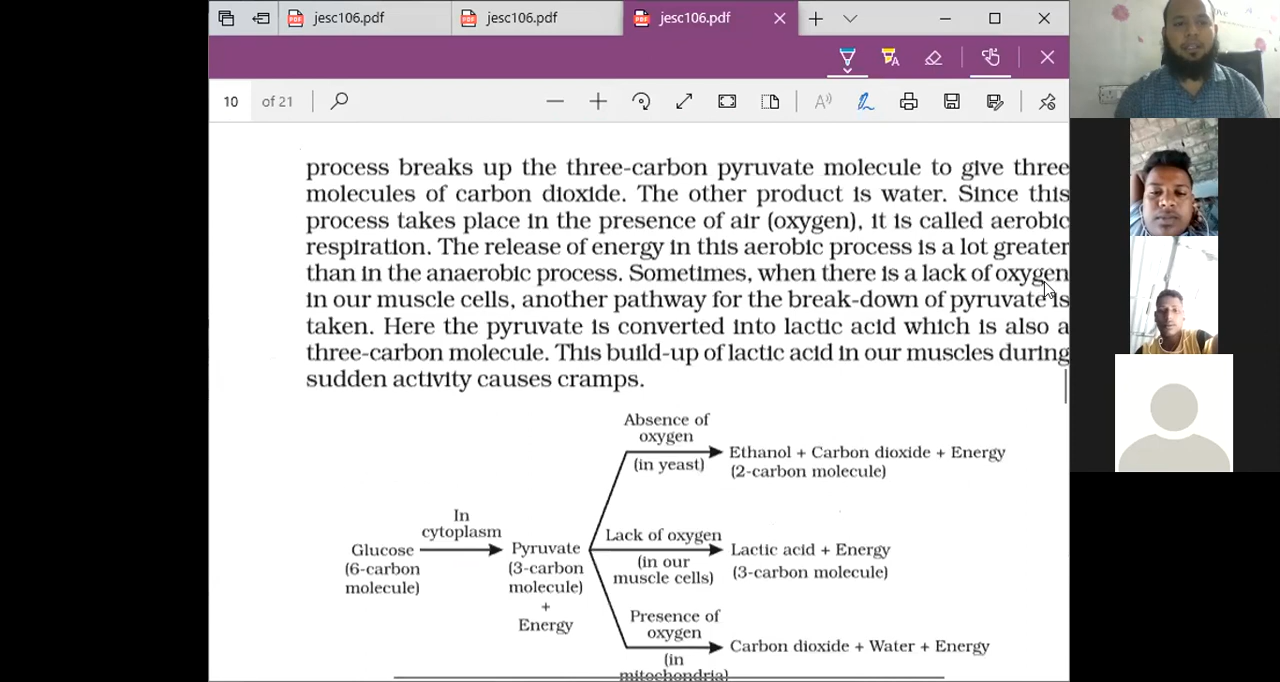 jesc106.pdf
jesc106.pdf
jesc106.pdf
10 of 21
process breaks up the three-carbon pyruvate molecule to give three
molecules of carbon dioxide. The other product is water. Since this
process takes place in the presence of air (oxygen), it is called aerobic
respiration. The release of energy in this aerobic process is a lot greater
than in the anaerobic process. Sometimes, when there is a lack of oxygen
in our muscle cells, another pathway for the break-down of pyruvate is
taken. Here the pyruvate is converted into lactic acid which is also a
three-carbon molecule. This build-up of lactic acid in our muscles during
sudden activity causes cramps.
Absence of
oxygen
(in yeast)
Ethanol + Carbon dioxide + Energy
(2-carbon molecule)
In
cytoplasm
Glucose
(6-carbon
molecule)
Pyruvate
(3-carbon
molecule)
+
Energy
Lack of oxygen
(in our
muscle cells)
Lactic acid + Energy
(3-carbon molecule)
Presence of
oxygen
(in
mitochondria)
Carbon dioxide + Water + Energy